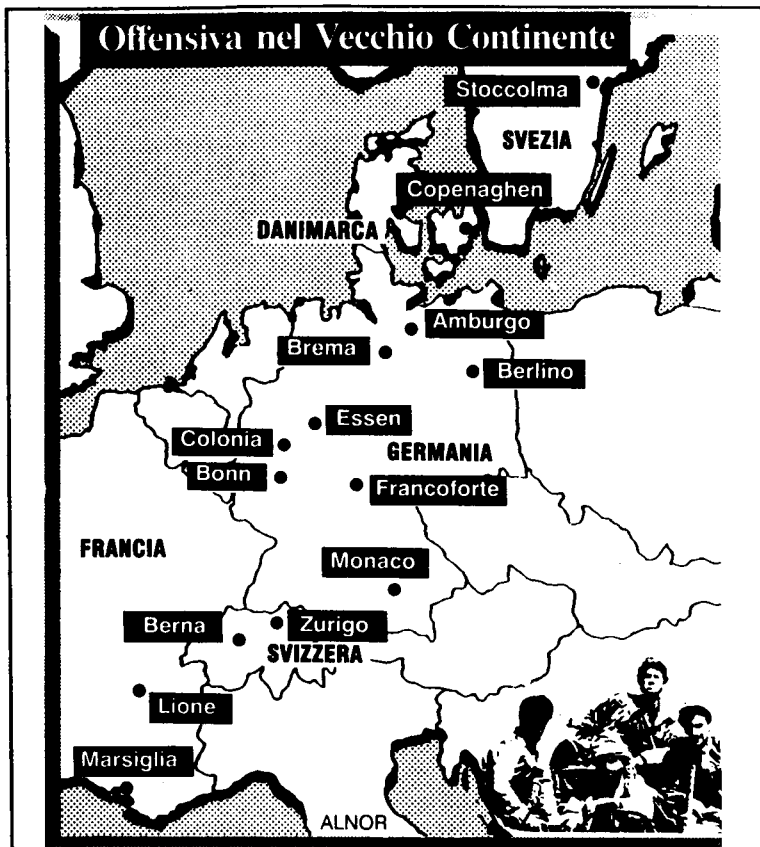 Offensiva nel Vecchio Continente
Stoccolma
SVEZIA
Copenaghen
DANIMARCA
Amburgo
Brema
Berlino
Essen
Colonia
GERMANIA
Bonn
Francoforte
FRANCIA
Monaco
Berna
Zurigo
SVIZZERA
Lione
Marsiglia
ALNOR